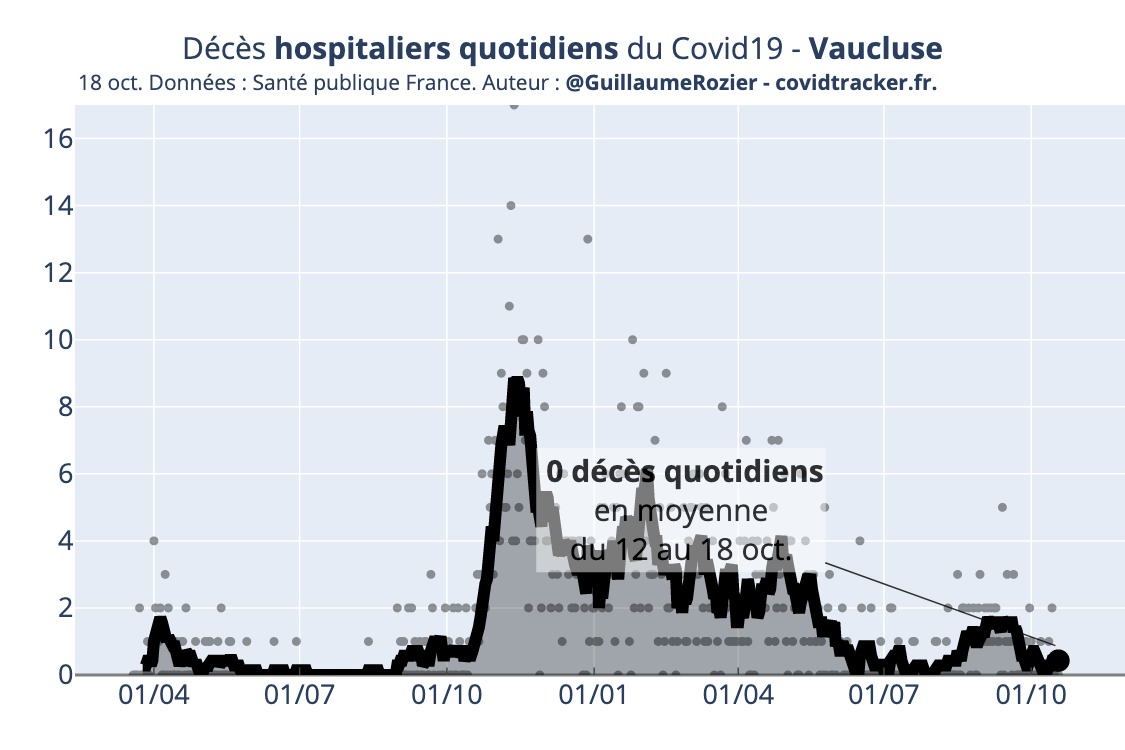 Décès hospitaliers quotidiens du Covid19 - Vaucluse
18 oct. Données : Santé publique France. Auteur : @GuillaumeRozier - covidtracker.fr.
16
14
12
10
8
6
4
2
0
0 décès quotidiens
en moyenne
du 12 au 18 oct.
01/04 01/07 01/10 01/01 01/04 01/07 01/10